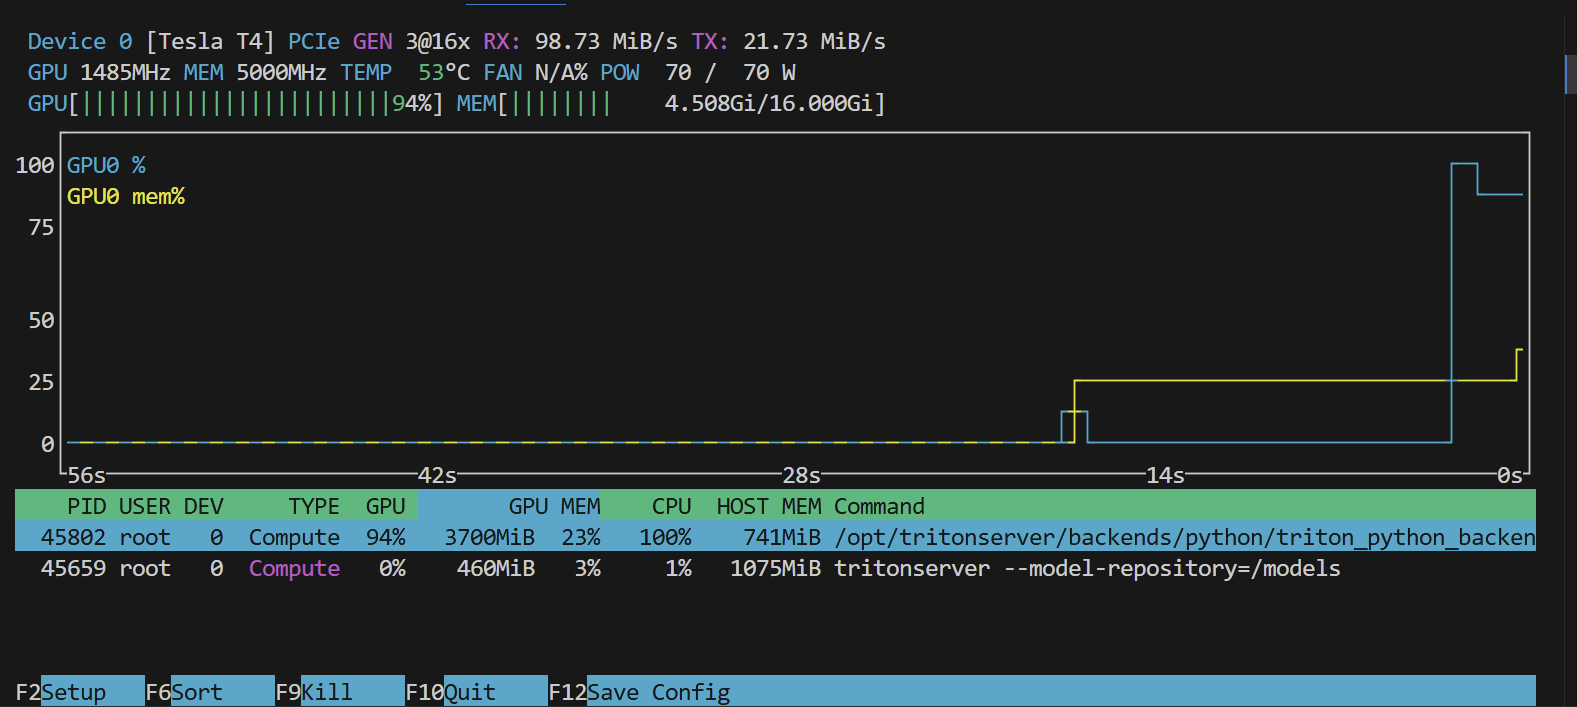 Device 0 [Tesla T4] PCIe GEN 3@16x RX: 98.73 MiB/s TX: 21.73 MiB/s
GPU 1485MHz MEM 5000MHz TEMP 53°C FAN N/A% POW 70 / 70 W
GPU[||||||||||||||||||||||||94%] MEM[|||||||| 4.508Gi/16.000Gi]
100 GPU0 %
GPU0 mem%
75
50
25
0
56s 42s 28s 14s 0s
PID USER DEV TYPE GPU GPU MEM CPU HOST MEM Command
45802 root 0 Compute 94% 3700MiB 23% 100% 741MiB /opt/tritonserver/backends/python/triton_python_backen
45659 root 0 Compute 0% 460MiB 3% 1% 1075MiB tritonserver --model-repository=/models
F2Setup F6Sort F9Kill F10Quit F12Save Config